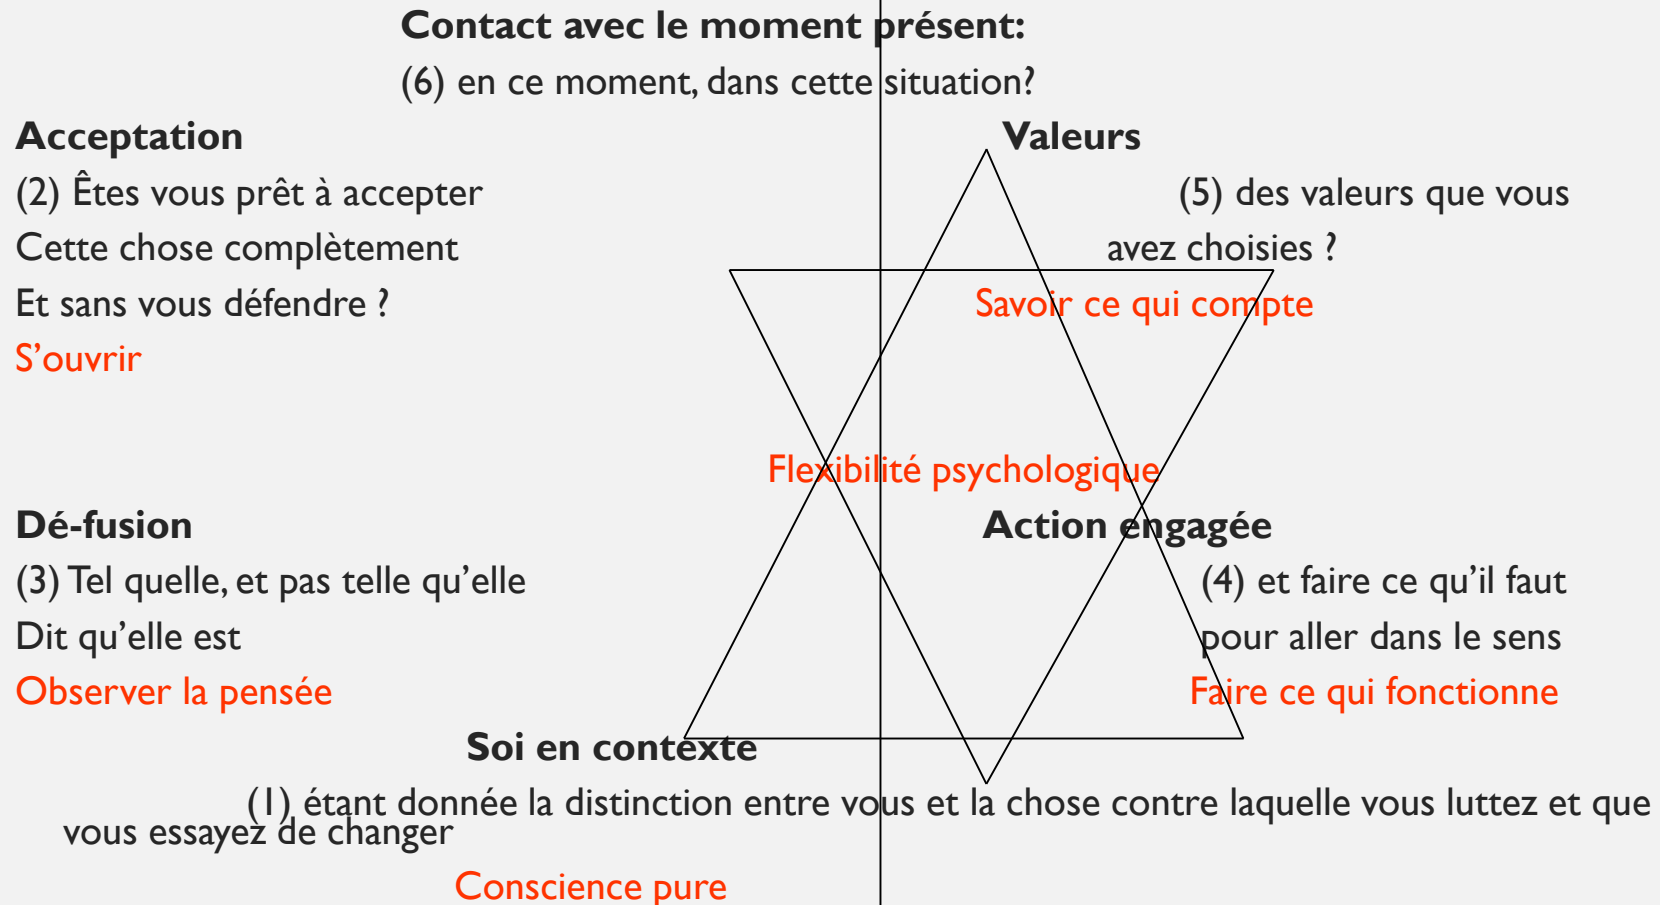 Contact avec le moment présent:
(6) en ce moment, dans cette situation?
Acceptation
Valeurs
(2) Êtes vous prêt à accepter
(5) des valeurs que vous
Cette chose complètement
avez choisies ?
Et sans vous défendre ?
Savoir ce qui compte
S’ouvrir
Flexibilité psychologique
Dé-fusion
Action engagée
(3) Tel quelle, et pas telle qu’elle
(4) et faire ce qu’il faut
Dit qu’elle est
pour aller dans le sens
Observer la pensée
Faire ce qui fonctionne
Soi en contexte
(1) étant donnée la distinction entre vous et la chose contre laquelle vous luttez et que
vous essayez de changer
Conscience pure